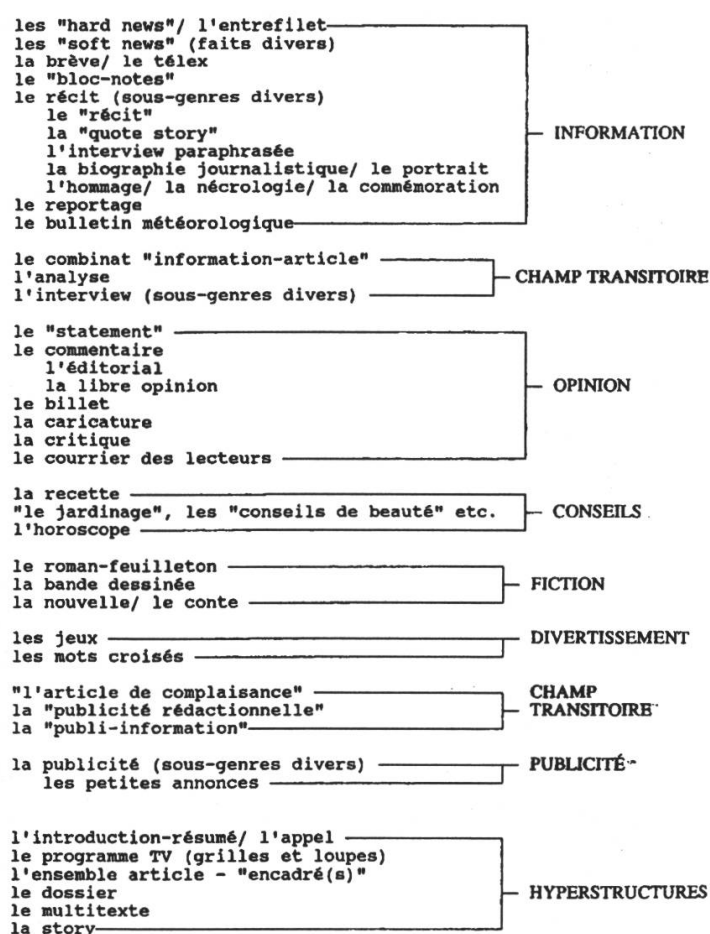 les "hard news"/ l'entrefilet
les "soft news" (faits divers)
la brève/ le télex
le "bloc-notes"
le récit (sous-genres divers)
le "récit"
la "quote story"
l'interview paraphrasée
INFORMATION
la biographie journalistique/ le portrait
l'hommage/ la nécrologie/ la commémoration
le reportage
le bulletin météorologique
le combinat "information-article"
l'analyse
CHAMP TRANSITOIRE
l'interview (sous-genres divers)
le "statement"
le commentaire
l'éditorial
la libre opinion
OPINION
le billet
la caricature
la critique
le courrier des lecteurs
la recette
"le jardinage", les "conseils de beauté" etc.
CONSEILS
l'horoscope
le roman-feuilleton
la bande dessinée
FICTION
la nouvelle/ le conte
les jeux
DIVERTISSEMENT
les mots croisés
"l'article de complaisance"
CHAMP
la "publicité rédactionnelle"
TRANSITOIRE
la "publi-information"
la publicité (sous-genres divers)
PUBLICITÉ
les petites annonces
l'introduction-résumé/ l'appel
le programme TV (grilles et loupes)
l'ensemble article - "encadré(s)"
le dossier
HYPERSTRUCTURES
le multitexte
la story